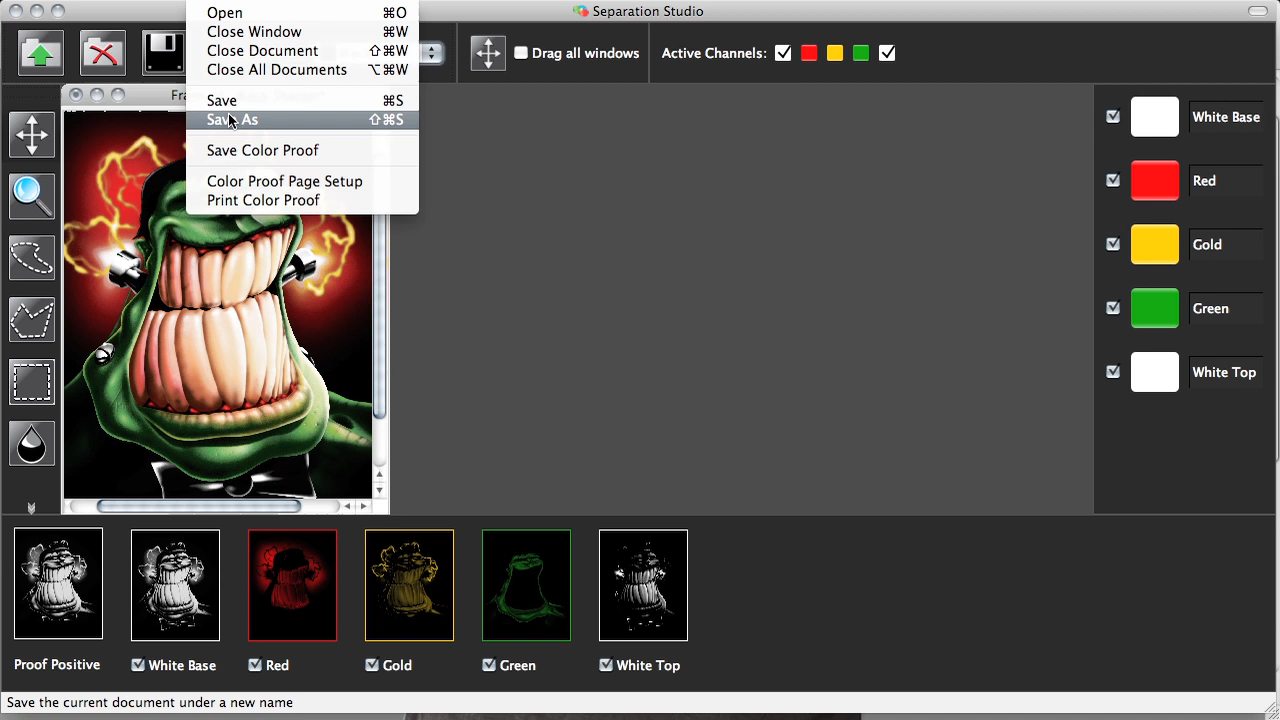 Separation Studio
Open ⌘O
Close Window ⌘W
Close Document ⇧⌘W
Close All Documents ⌥⌘W
Save ⌘S
Save As ⇧⌘S
Save Color Proof
Color Proof Page Setup
Print Color Proof
Drag all windows
Active Channels:
White Base
Red
Gold
Green
White Top
Proof Positive
White Base
Red
Gold
Green
White Top
Save the current document under a new name